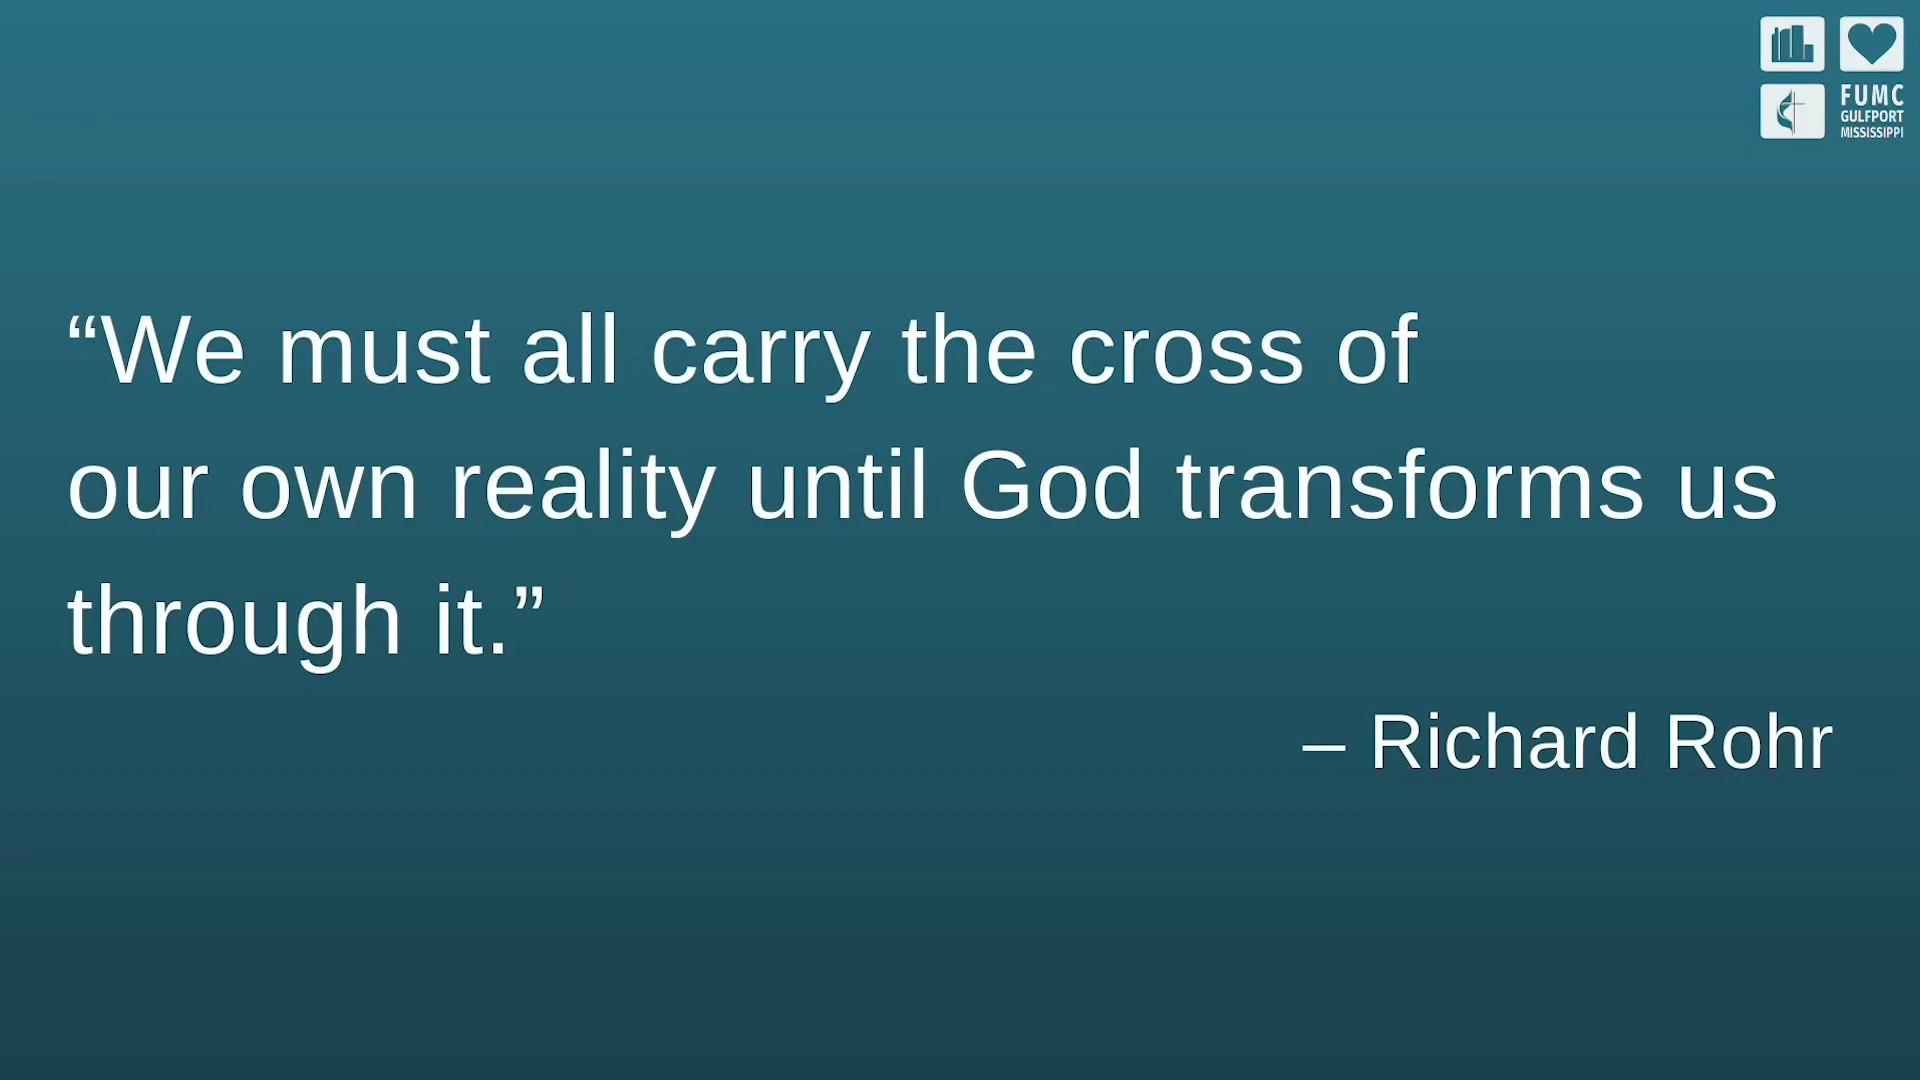 FUMC
GULFPORT
MISSISSIPPI
“We must all carry the cross of
our own reality until God transforms us
through it.”
– Richard Rohr